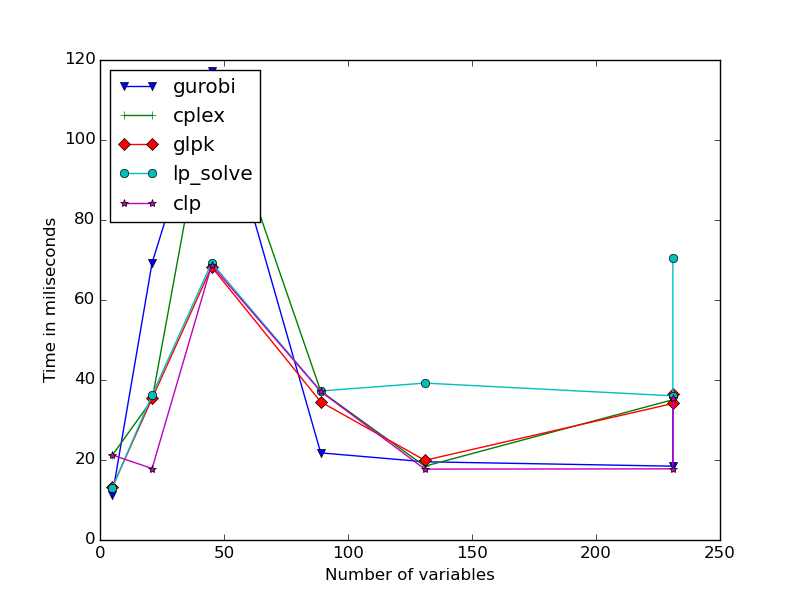 120
100
80
60
40
20
0
gurobi
cplex
glpk
lp_solve
clp
Time in miliseconds
0 50 100 150 200 250
Number of variables